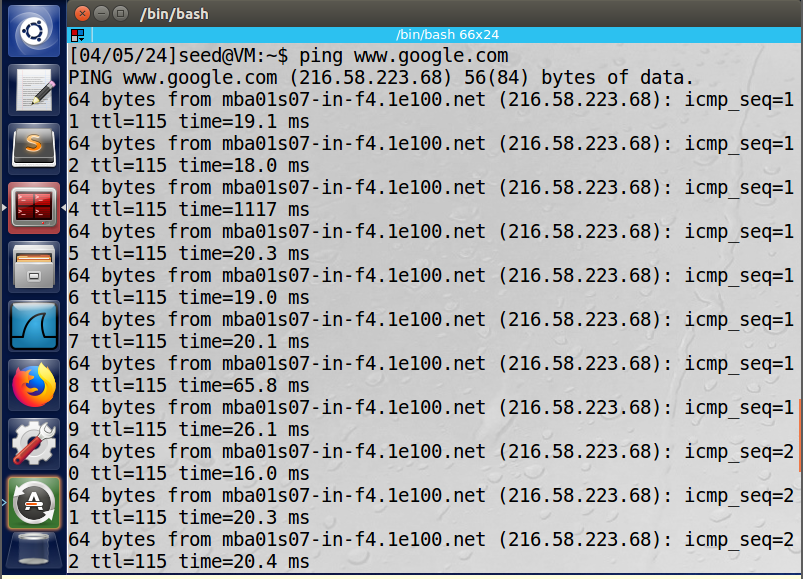 /bin/bash
/bin/bash 66x24
[04/05/24]seed@VM:~$ ping www.google.com
PING www.google.com (216.58.223.68) 56(84) bytes of data.
64 bytes from mba01s07-in-f4.1e100.net (216.58.223.68): icmp_seq=1
1 ttl=115 time=19.1 ms
64 bytes from mba01s07-in-f4.1e100.net (216.58.223.68): icmp_seq=1
2 ttl=115 time=18.0 ms
64 bytes from mba01s07-in-f4.1e100.net (216.58.223.68): icmp_seq=1
4 ttl=115 time=1117 ms
64 bytes from mba01s07-in-f4.1e100.net (216.58.223.68): icmp_seq=1
5 ttl=115 time=20.3 ms
64 bytes from mba01s07-in-f4.1e100.net (216.58.223.68): icmp_seq=1
6 ttl=115 time=19.0 ms
64 bytes from mba01s07-in-f4.1e100.net (216.58.223.68): icmp_seq=1
7 ttl=115 time=20.1 ms
64 bytes from mba01s07-in-f4.1e100.net (216.58.223.68): icmp_seq=1
8 ttl=115 time=65.8 ms
64 bytes from mba01s07-in-f4.1e100.net (216.58.223.68): icmp_seq=1
9 ttl=115 time=26.1 ms
64 bytes from mba01s07-in-f4.1e100.net (216.58.223.68): icmp_seq=2
0 ttl=115 time=16.0 ms
64 bytes from mba01s07-in-f4.1e100.net (216.58.223.68): icmp_seq=2
1 ttl=115 time=20.3 ms
64 bytes from mba01s07-in-f4.1e100.net (216.58.223.68): icmp_seq=2
2 ttl=115 time=20.4 ms